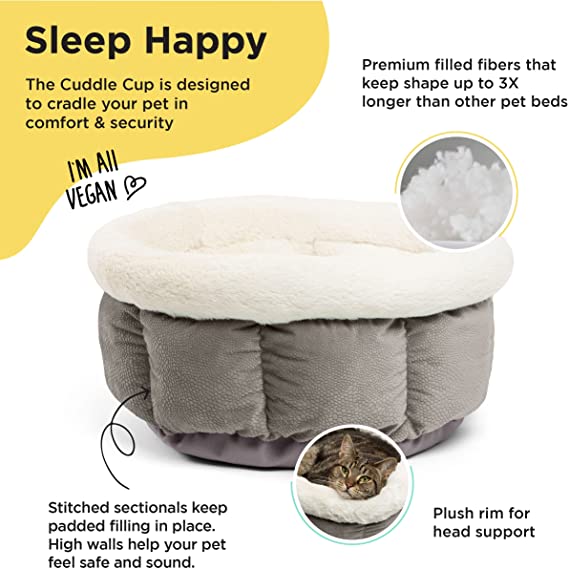 Sleep Happy
The Cuddle Cup is designed
to cradle your pet in
comfort & security
I'M All
VEGAN
Premium filled fibers that
keep shape up to 3X
longer than other pet beds
Stitched sectionals keep
padded filling in place.
High walls help your pet
feel safe and sound.
Plush rim for
head support